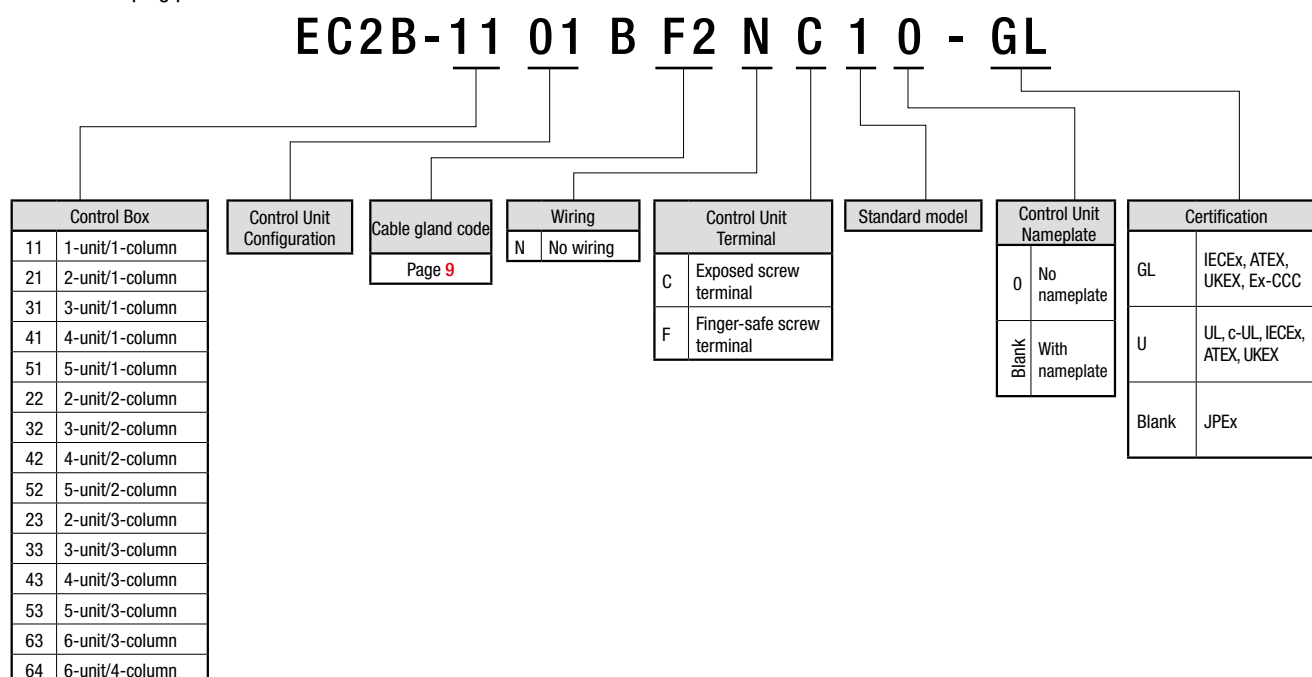 EC2B-11 01 B F2 N C 1 0 - GL
Control Box
11 1-unit/1-column
21 2-unit/1-column
31 3-unit/1-column
41 4-unit/1-column
51 5-unit/1-column
22 2-unit/2-column
32 3-unit/2-column
42 4-unit/2-column
52 5-unit/2-column
23 2-unit/3-column
33 3-unit/3-column
43 4-unit/3-column
53 5-unit/3-column
63 6-unit/3-column
64 6-unit/4-column
Control Unit
Configuration
Cable gland code
Page 9
Wiring
N No wiring
Control Unit
Terminal
C Exposed screw
terminal
F Finger-safe screw
terminal
Standard model
Control Unit
Nameplate
0 No
nameplate
Blank With
nameplate
Certification
GL IECEx, ATEX,
UKEX, Ex-CCC
U UL, c-UL, IECEx,
ATEX, UKEX
Blank JPEx